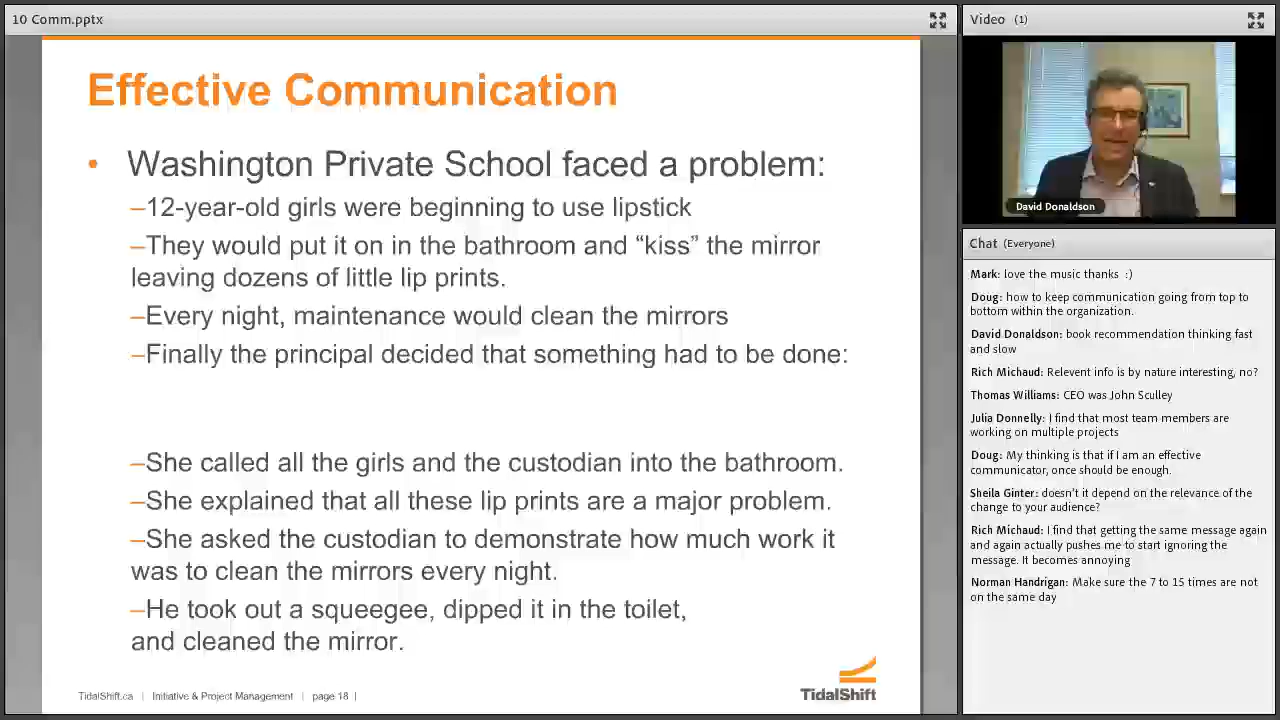 10 Comm.pptx
Effective Communication
• Washington Private School faced a problem:
–12-year-old girls were beginning to use lipstick
–They would put it on in the bathroom and “kiss” the mirror
leaving dozens of little lip prints.
–Every night, maintenance would clean the mirrors
–Finally the principal decided that something had to be done:
–She called all the girls and the custodian into the bathroom.
–She explained that all these lip prints are a major problem.
–She asked the custodian to demonstrate how much work it
was to clean the mirrors every night.
–He took out a squeegee, dipped it in the toilet,
and cleaned the mirror.
TidalShift.ca | Initiative & Project Management | page 18 |
TidalShift
Video (1)
David Donaldson
Chat (Everyone)
Mark: love the music thanks :)
Doug: how to keep communication going from top to
bottom within the organization.
David Donaldson: book recommendation thinking fast
and slow
Rich Michaud: Relevent info is by nature interesting, no?
Thomas Williams: CEO was John Sculley
Julia Donnelly: I find that most team members are
working on multiple projects
Doug: My thinking is that if I am an effective
communicator, once should be enough.
Sheila Ginter: doesn't it depend on the relevance of the
change to your audience?
Rich Michaud: I find that getting the same message again
and again actually pushes me to start ignoring the
message. It becomes annoying
Norman Handrigan: Make sure the 7 to 15 times are not
on the same day